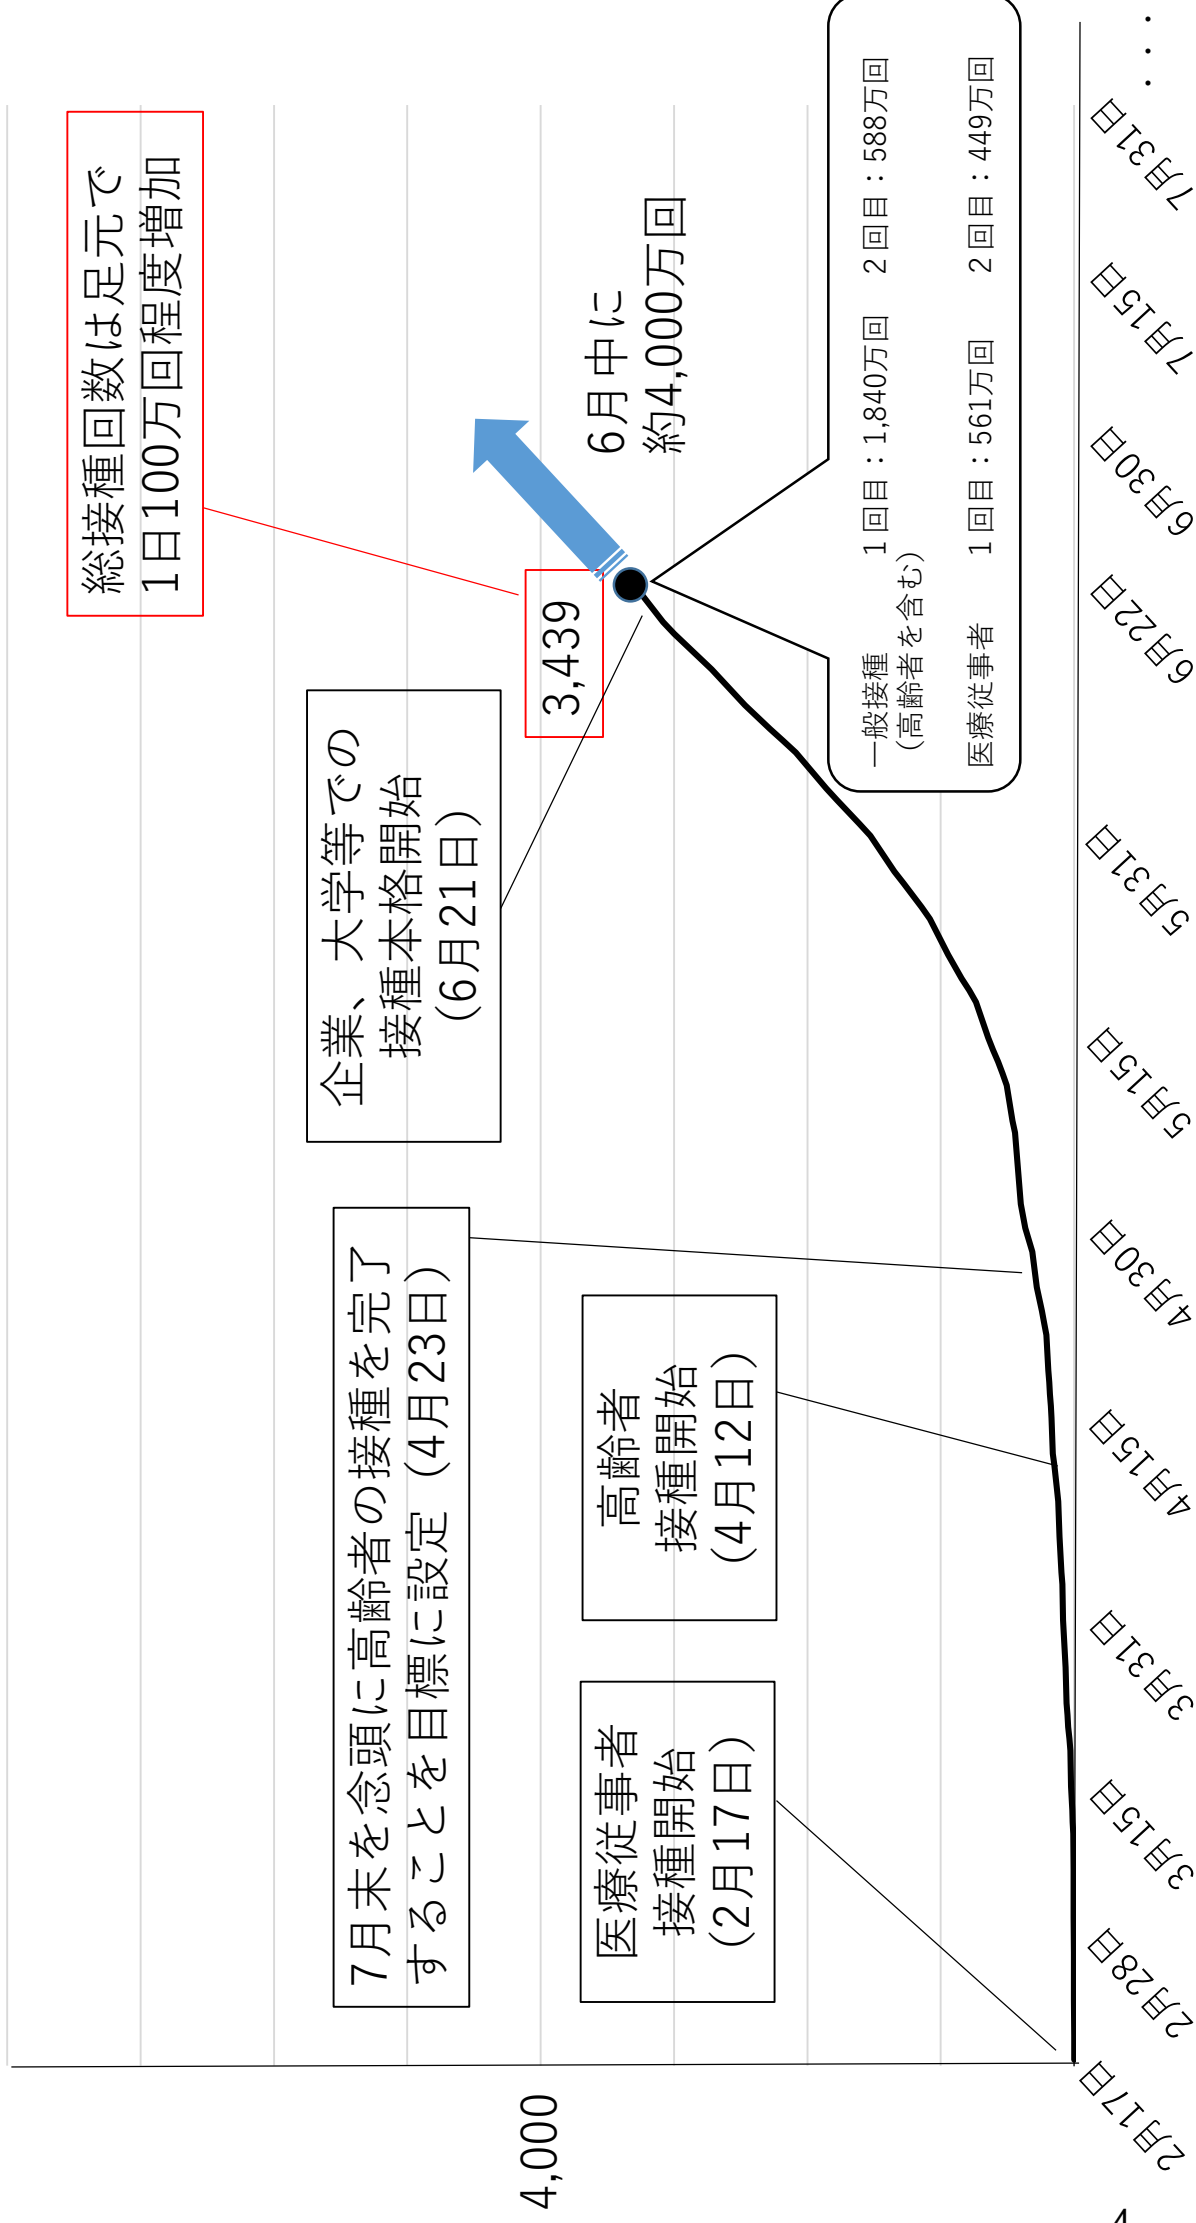 総接種回数は足元で
1日100万回程度増加
企業、大学等での
接種本格開始
(6月21日)
3,439
6月中に
約4,000万回
7月末を念頭に高齢者の接種を完了
することを目標に設定(4月23日)
高齢者
接種開始
(4月12日)
医療従事者
接種開始
(2月17日)
一般接種 1回目：1,840万回 2回目：588万回
(高齢者を含む)
医療従事者 1回目：561万回 2回目：449万回
4,000
2月17日
2月28日
3月15日
3月31日
4月15日
4月30日
5月15日
5月31日
6月22日
6月30日
7月15日
7月31日
・・・